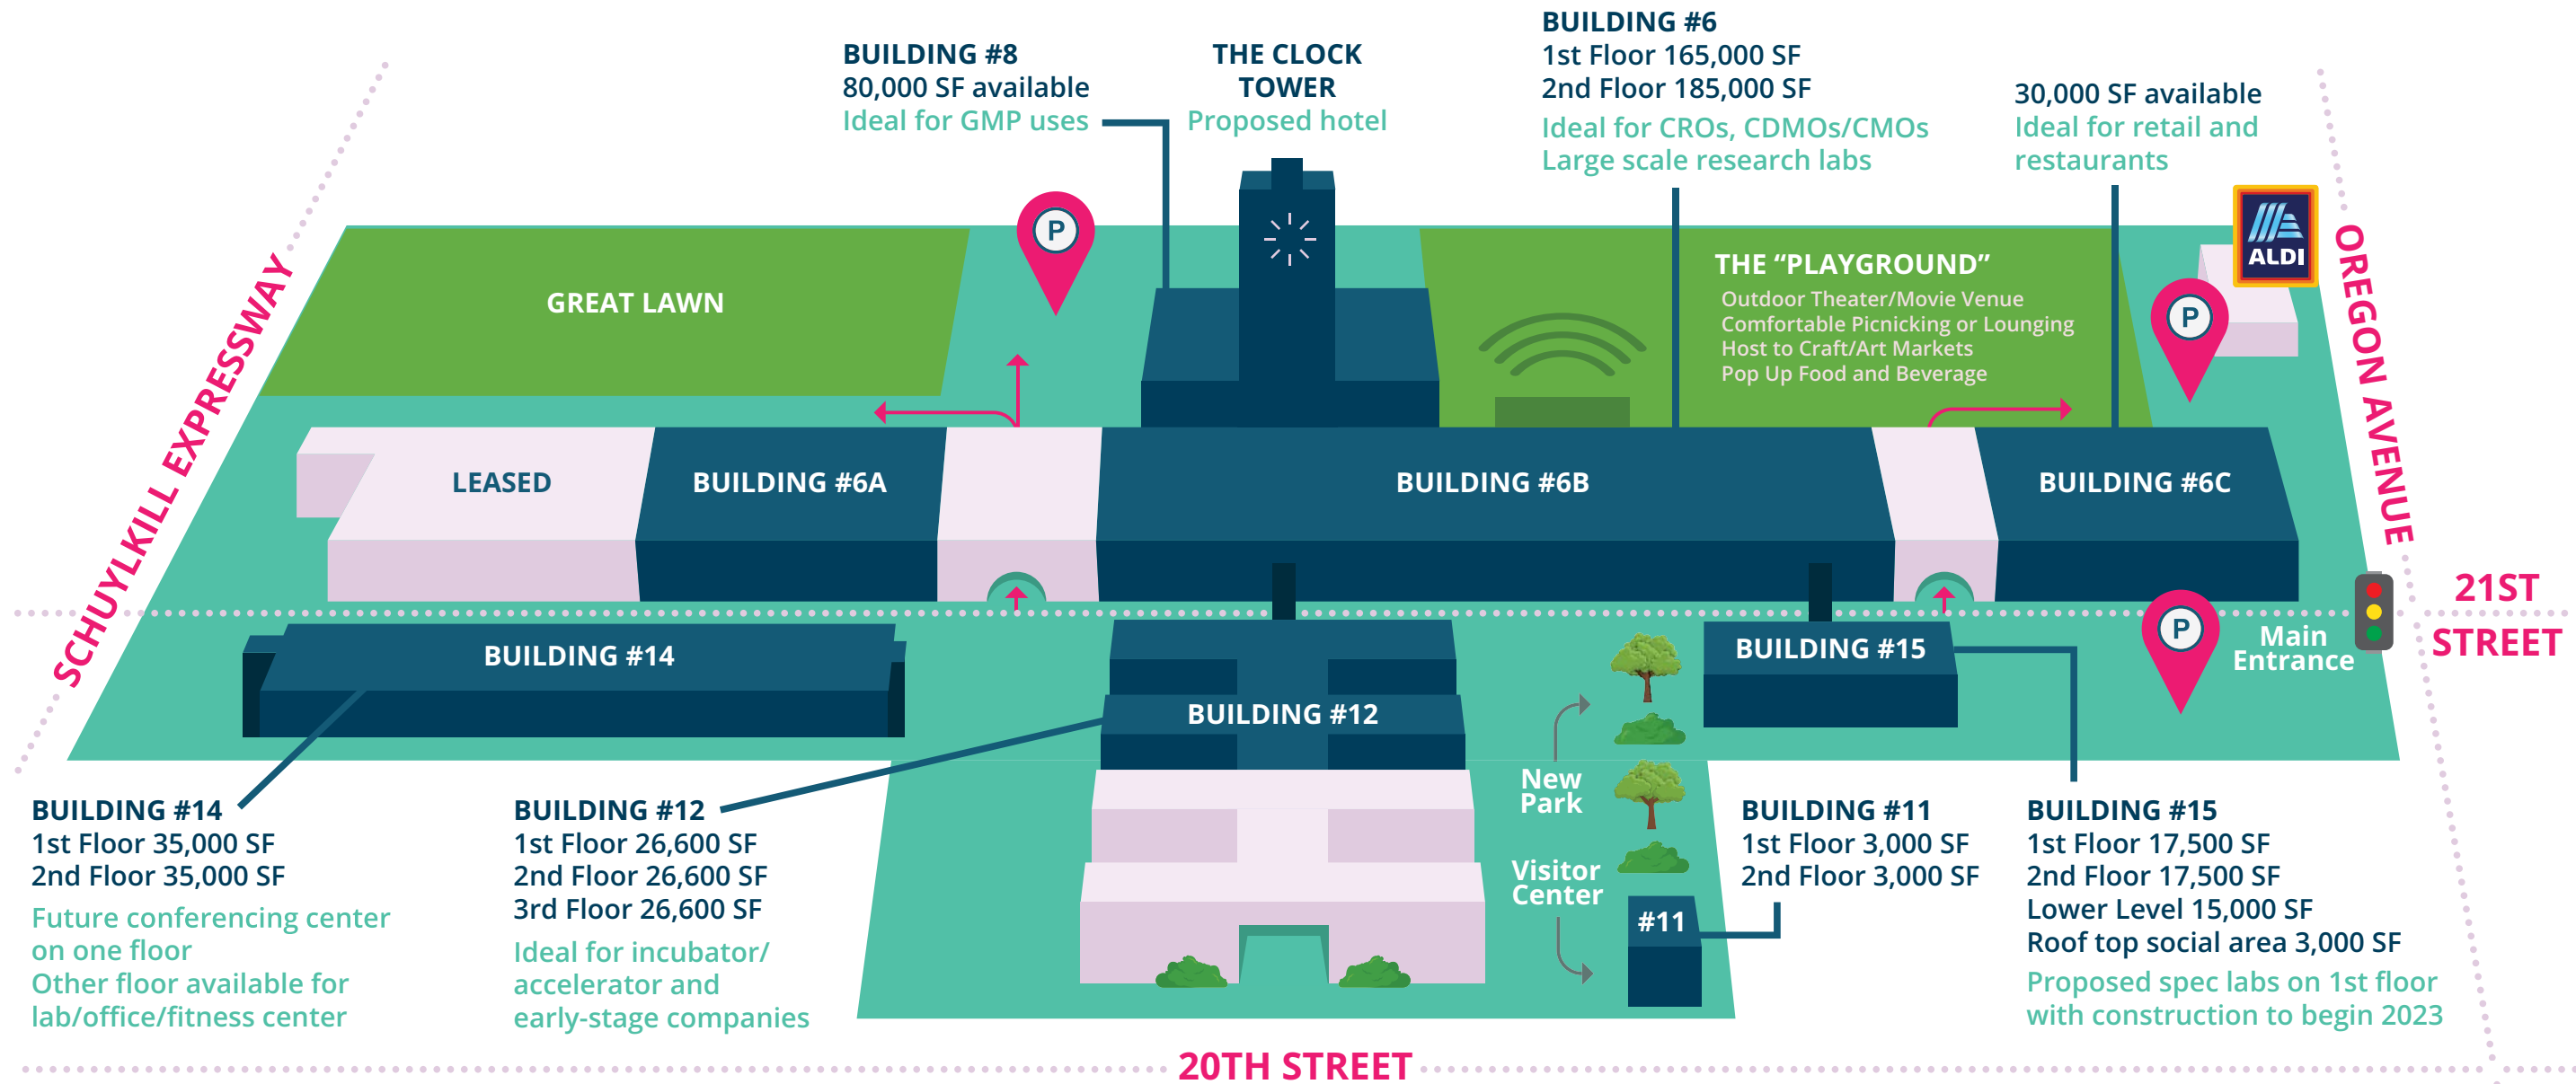 BUILDING #8
80,000 SF available
Ideal for GMP uses
THE CLOCK
TOWER
Proposed hotel
BUILDING #6
1st Floor 165,000 SF
2nd Floor 185,000 SF
Ideal for CROs, CDMOs/CMOs
Large scale research labs
30,000 SF available
Ideal for retail and
restaurants
ALDI
P
GREAT LAWN
THE “PLAYGROUND”
Outdoor Theater/Movie Venue
Comfortable Picnicking or Lounging
Host to Craft/Art Markets
Pop Up Food and Beverage
P
SCHUYLKILL EXPRESSWAY
OREGON AVENUE
LEASED
BUILDING #6A
BUILDING #6B
BUILDING #6C
21ST
STREET
P
Main
Entrance
BUILDING #14
BUILDING #15
BUILDING #12
New
Park
Visitor
Center
#11
BUILDING #14
1st Floor 35,000 SF
2nd Floor 35,000 SF
Future conferencing center
on one floor
Other floor available for
lab/office/fitness center
BUILDING #12
1st Floor 26,600 SF
2nd Floor 26,600 SF
3rd Floor 26,600 SF
Ideal for incubator/
accelerator and
early-stage companies
BUILDING #11
1st Floor 3,000 SF
2nd Floor 3,000 SF
BUILDING #15
1st Floor 17,500 SF
2nd Floor 17,500 SF
Lower Level 15,000 SF
Roof top social area 3,000 SF
Proposed spec labs on 1st floor
with construction to begin 2023
20TH STREET